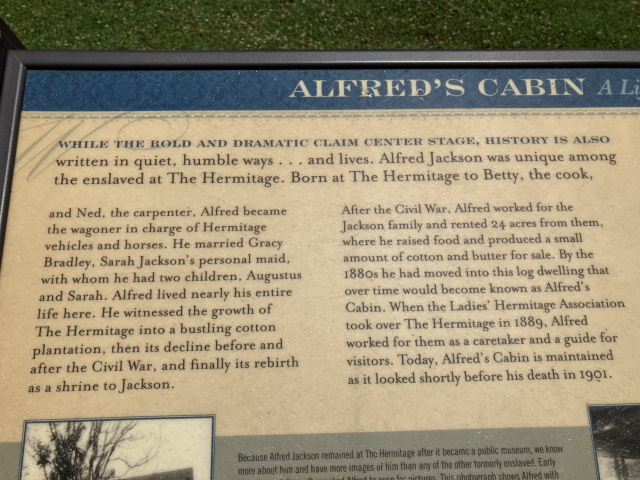 ALFRED'S CABIN A
WHILE THE BOLD AND DRAMATIC CLAIM CENTER STAGE, HISTORY IS ALSO
written in quiet, humble ways . . . and lives. Alfred Jackson was unique among
the enslaved at The Hermitage. Born at The Hermitage to Betty, the cook,
and Ned, the carpenter, Alfred became
the wagoner in charge of Hermitage
vehicles and horses. He married Gracy
Bradley, Sarah Jackson's personal maid,
with whom he had two children, Augustus
and Sarah. Alfred lived nearly his entire
life here. He witnessed the growth of
The Hermitage into a bustling cotton
plantation, then its decline before and
after the Civil War, and finally its rebirth
as a shrine to Jackson.
After the Civil War, Alfred worked for the
Jackson family and rented 24 acres from them,
where he raised food and produced a small
amount of cotton and butter for sale. By the
1880s he had moved into this log dwelling that
over time would become known as Alfred's
Cabin. When the Ladies' Hermitage Association
took over The Hermitage in 1889, Alfred
worked for them as a caretaker and a guide for
visitors. Today, Alfred's Cabin is maintained
as it looked shortly before his death in 1901.
Because Alfred Jackson remained at The Hermitage after it became a public museum, we know
more about him and have more images of him than any of the other formerly enslaved. Early
Alfred to pose for pictures. This photograph shows Alfred with